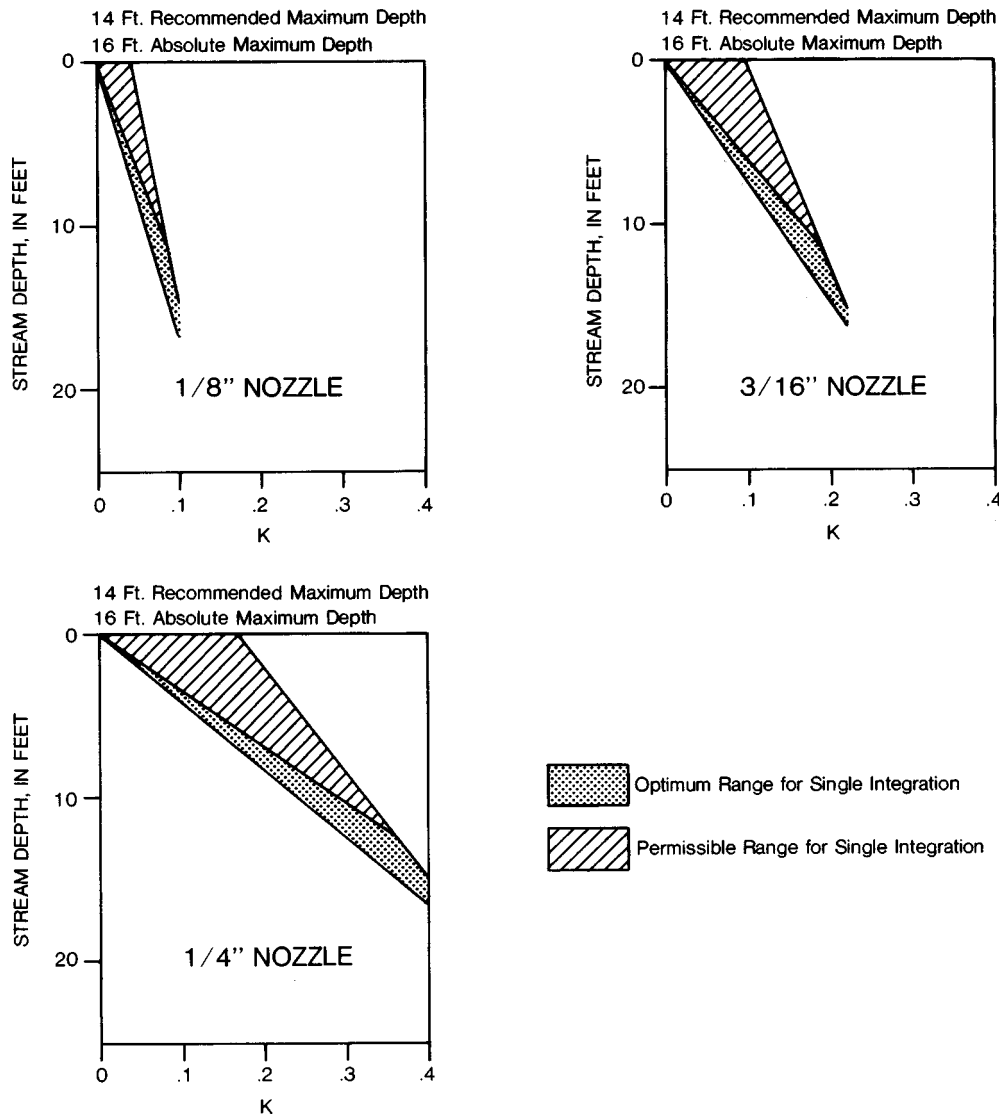 14 Ft. Recommended Maximum Depth
16 Ft. Absolute Maximum Depth
0
10
20
STREAM DEPTH, IN FEET
1/8" NOZZLE
0 .1 .2 .3 .4
K
14 Ft. Recommended Maximum Depth
16 Ft. Absolute Maximum Depth
0
10
20
STREAM DEPTH, IN FEET
3/16" NOZZLE
0 .1 .2 .3 .4
K
14 Ft. Recommended Maximum Depth
16 Ft. Absolute Maximum Depth
0
10
20
STREAM DEPTH, IN FEET
1/4" NOZZLE
0 .1 .2 .3 .4
K
Optimum Range for Single Integration
Permissible Range for Single Integration